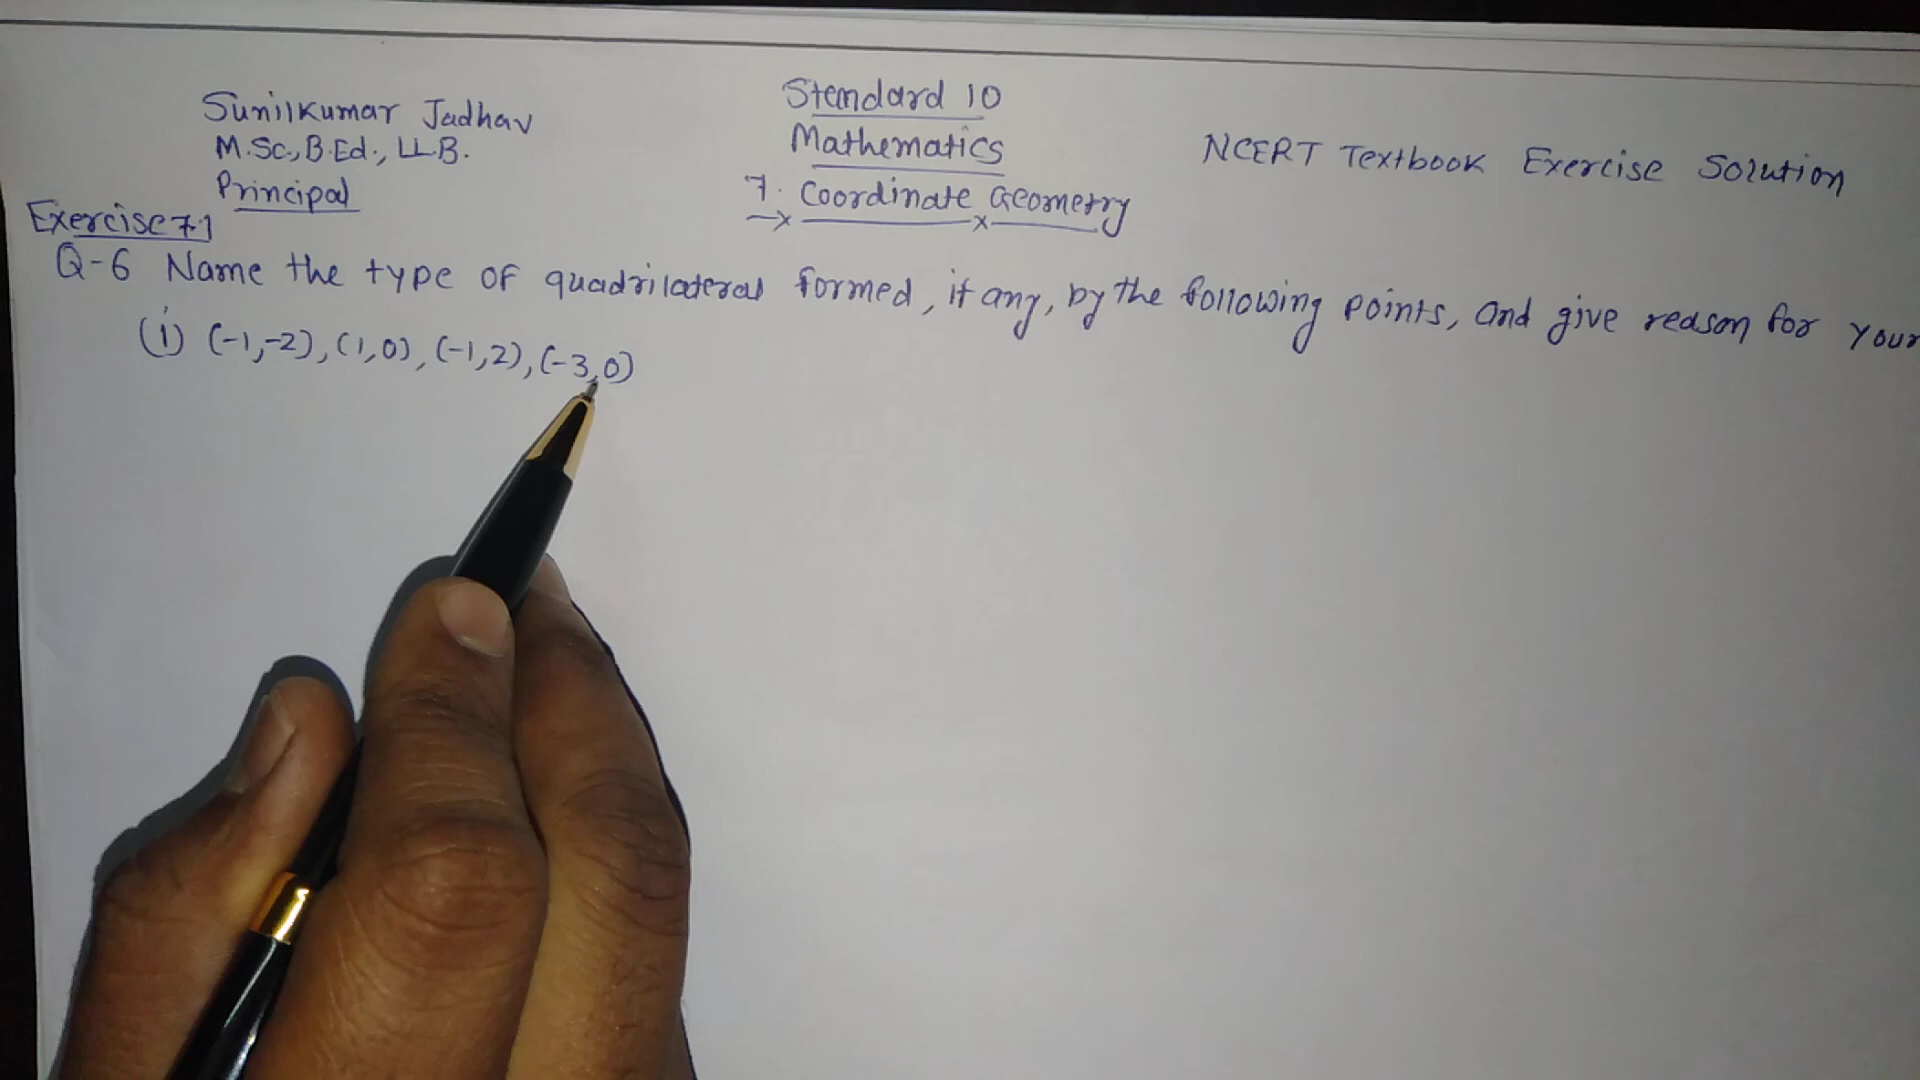 Sunilkumar Jadhav
M.Sc., B.Ed., LL.B.
Principal
Standard 10
Mathematics
7. Coordinate Geometry
NCERT Textbook Exercise Solution
Exercise 7.1
Q-6 Name the type of quadrilateral formed, if any, by the following points, and give reason for your
(i) (-1,-2), (1,0), (-1,2), (-3,0)